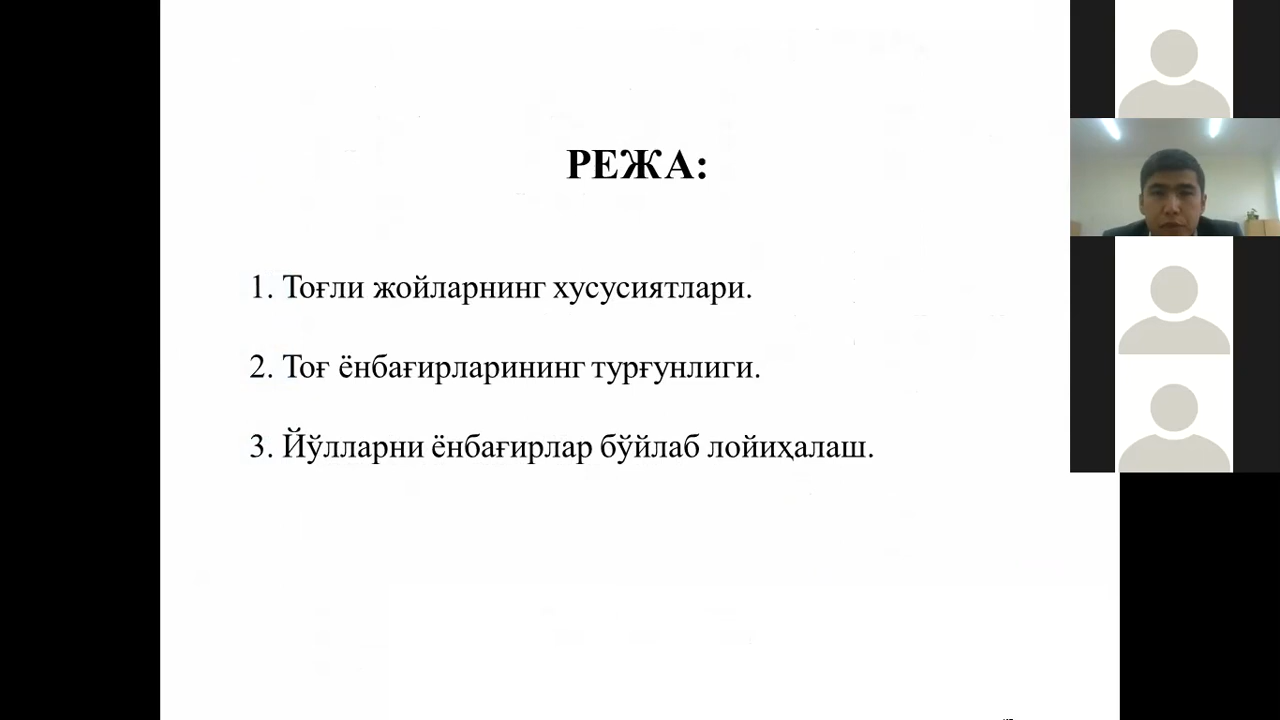 РЕЖА:
1. Тоғли жойларнинг хусусиятлари.
2. Тоғ ёнбағирларининг турғунлиги.
3. Йўлларни ёнбағирлар бўйлаб лойиҳалаш.